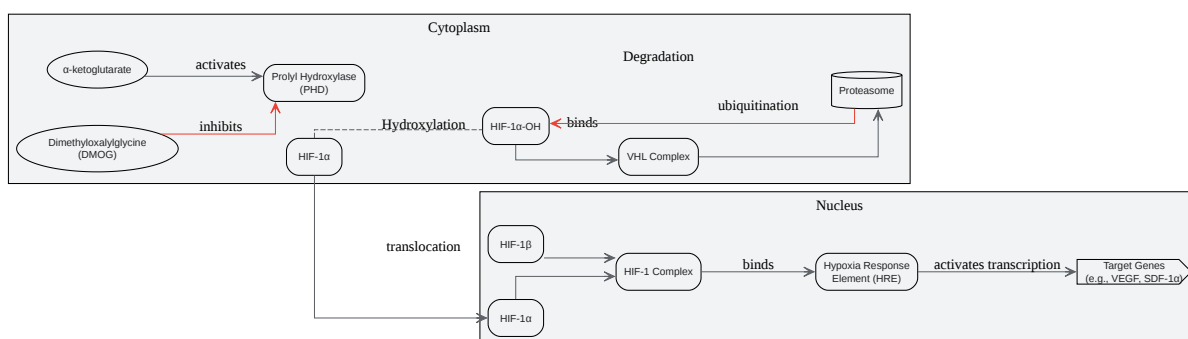 Cytoplasm
α-ketoglutarate
activates
Prolyl Hydroxylase
(PHD)
Degradation
Proteasome
ubiquitination
inhibits
Dimethyloxalylglycine
(DMOG)
Hydroxylation
HIF-1α-OH
binds
HIF-1α
VHL Complex
Nucleus
translocation
HIF-1β
HIF-1 Complex
binds
Hypoxia Response
Element (HRE)
activates transcription
Target Genes
(e.g., VEGF, SDF-1α)
HIF-1α